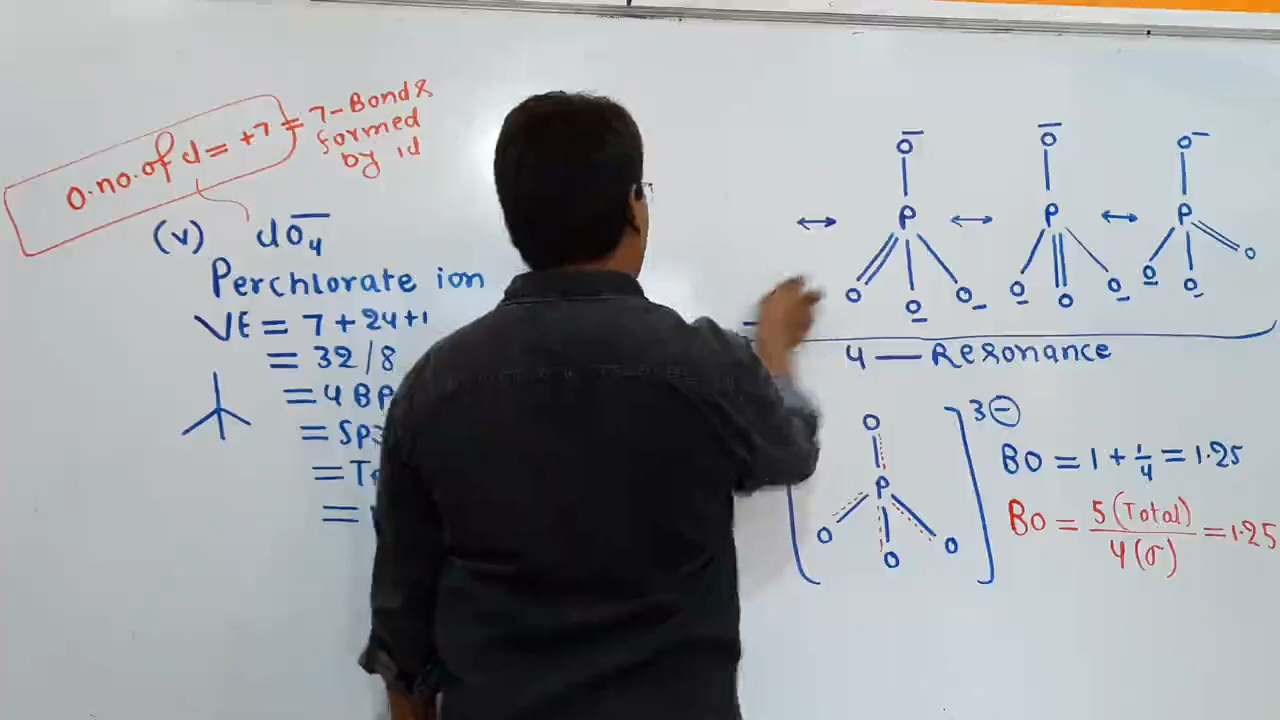 O.no.of Cl = +7 = 7-Bonds
formed
by Cl
(v) ClO₄⁻
Perchlorate ion
VE = 7 + 24+1
= 32/8
= 4 BP
= Sp3
= Te
=
O⁻ O⁻ O⁻
↔ P ↔ P ↔ P
O O⁻ O⁻ O⁻ O O⁻ O⁻ O⁻ O
4 — Resonance
[ O P O O O ] 3⊖
BO = 1 + 1/4 = 1.25
BO = 5 (Total) / 4 (σ) = 1.25